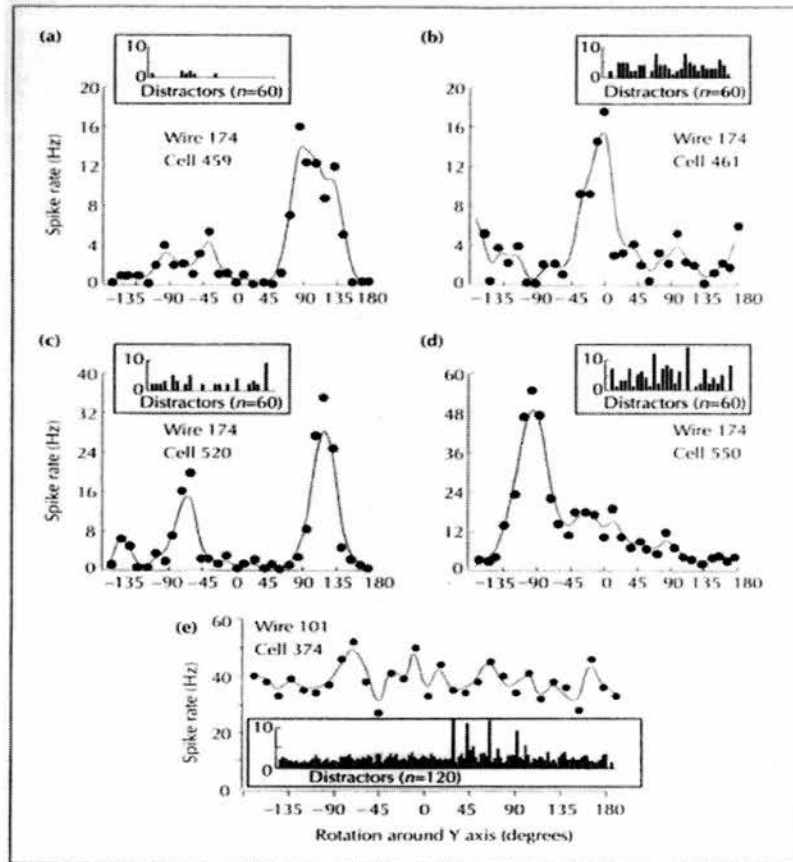 (a)
10
0
Distractors (n=60)
20
16
12
8
4
0
Spike rate (Hz)
Wire 174
Cell 459
−135 −90 −45 0 45 90 135 180
(b)
10
0
Distractors (n=60)
20
16
12
8
4
0
Wire 174
Cell 461
−135 −90 −45 0 45 90 135 180
(c)
10
0
Distractors (n=60)
40
32
24
16
8
0
Spike rate (Hz)
Wire 174
Cell 520
−135 −90 −45 0 45 90 135 180
(d)
10
0
Distractors (n=60)
60
48
36
24
12
0
Wire 174
Cell 550
−135 −90 −45 0 45 90 135 180
(e)
60
40
20
0
Spike rate (Hz)
Wire 101
Cell 374
10
0
Distractors (n=120)
−135 −90 −45 0 45 90 135 180
Rotation around Y axis (degrees)